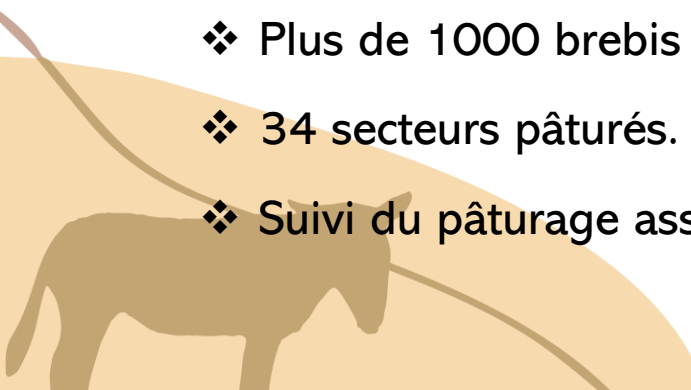 ❖ Plus de 1000 brebis
❖ 34 secteurs pâturés.
❖ Suivi du pâturage